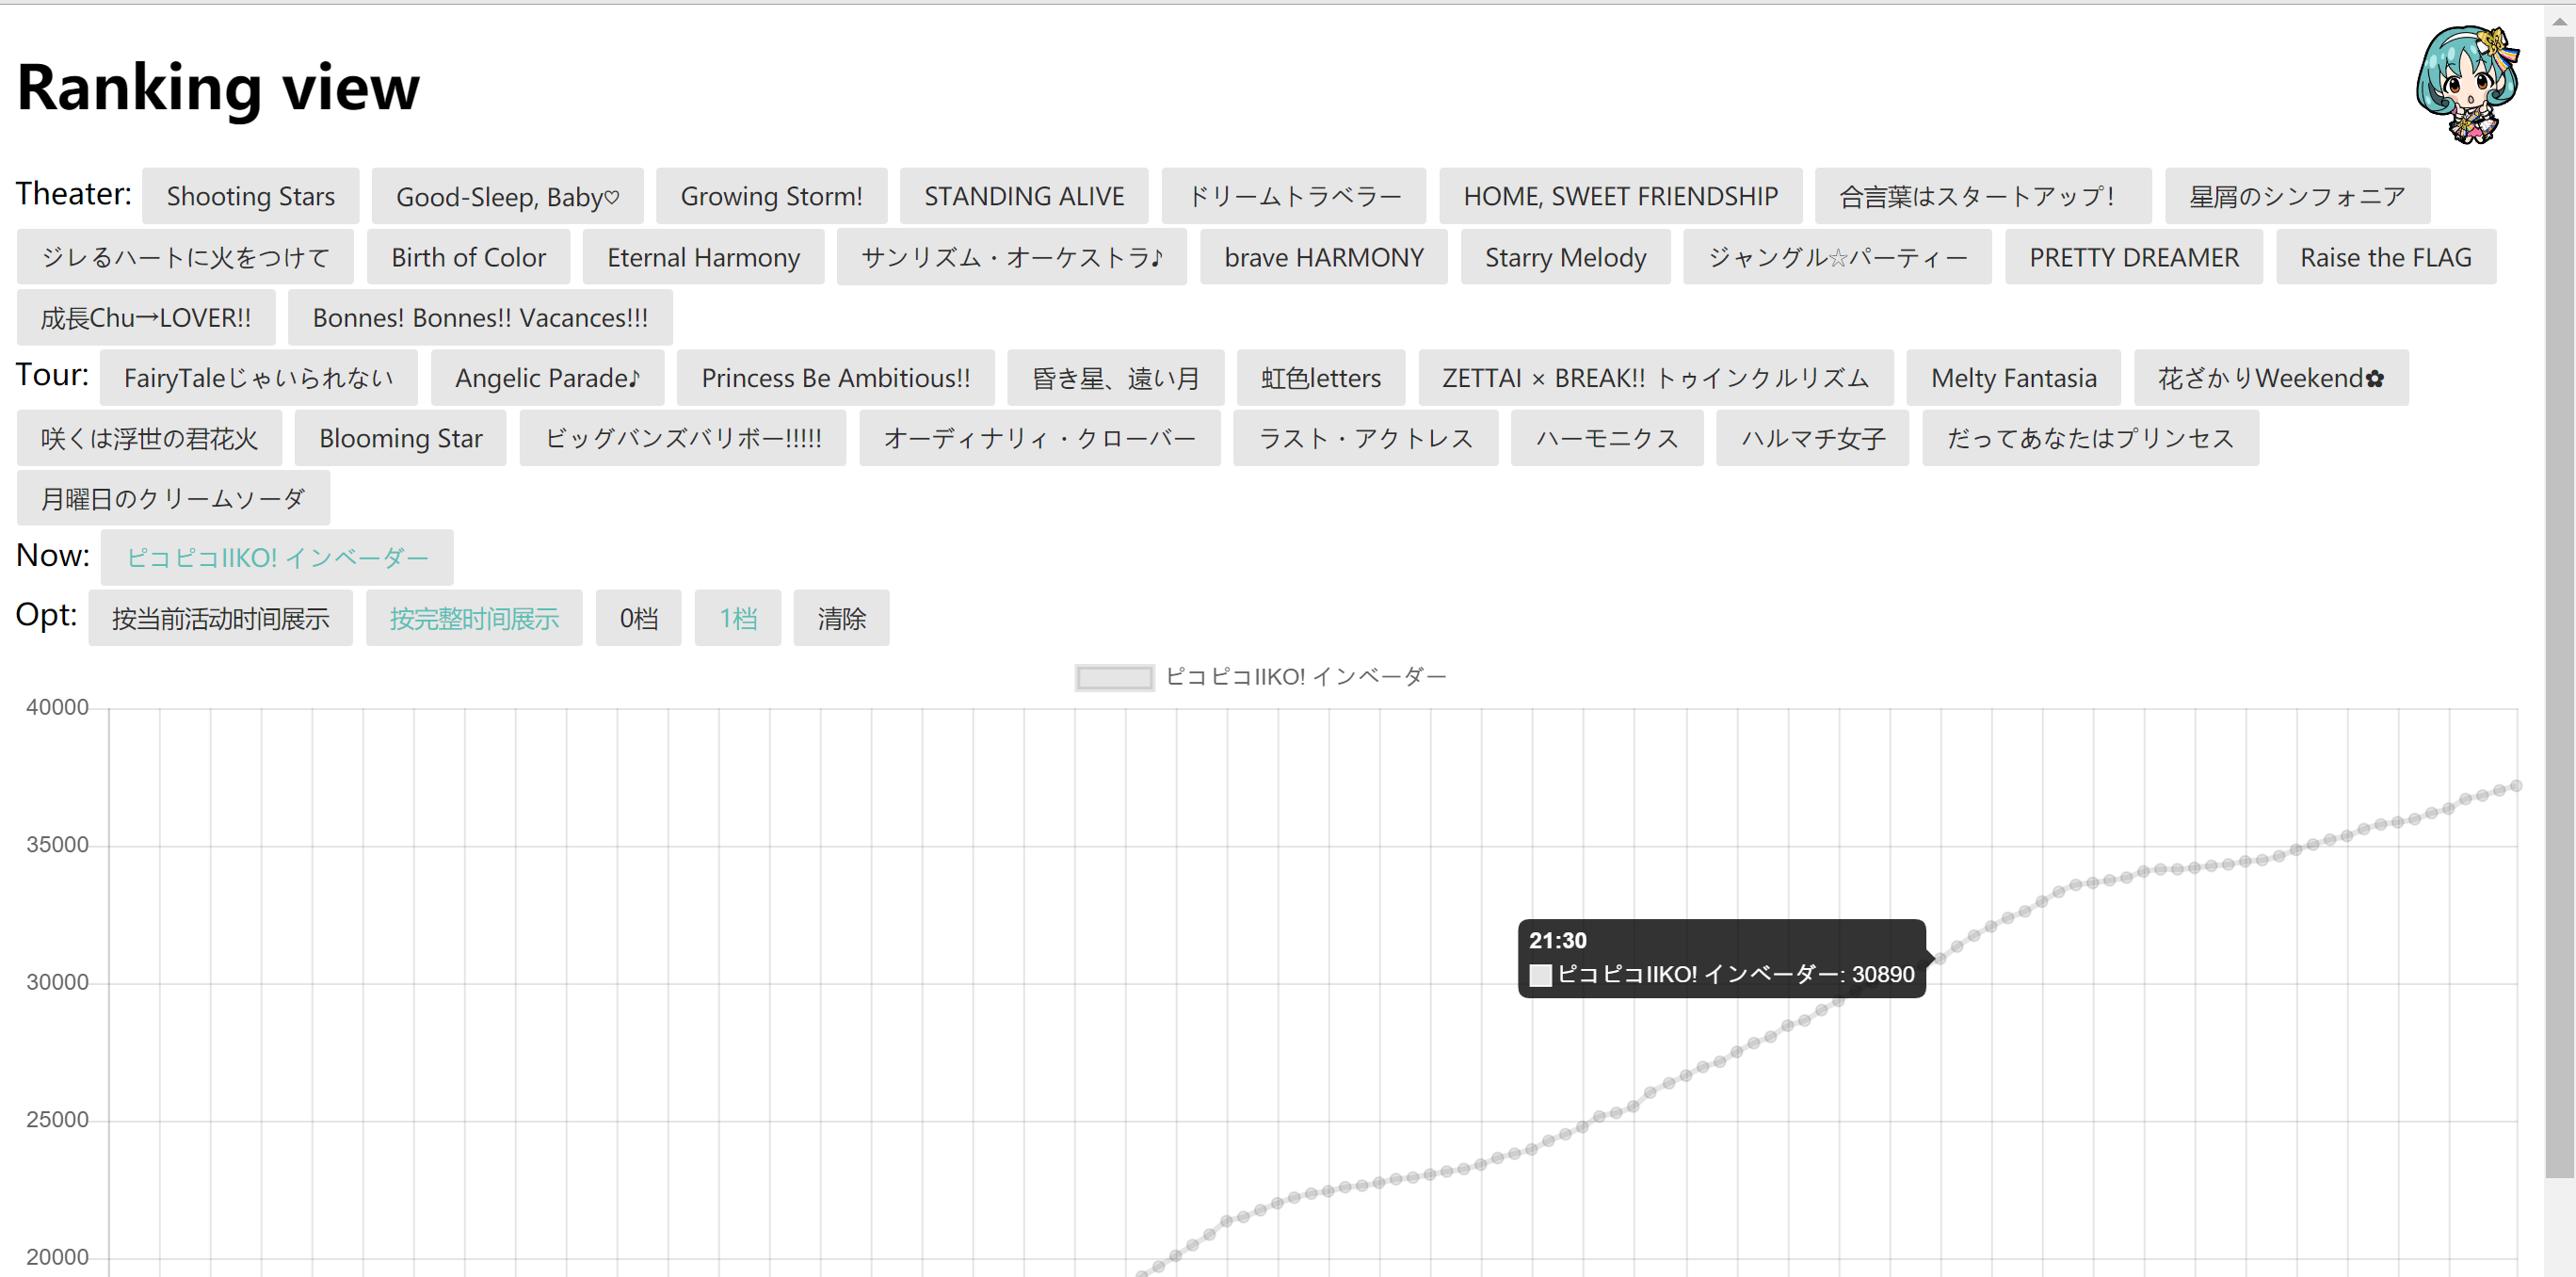 Ranking view
Theater: Shooting Stars Good-Sleep, Baby♡ Growing Storm! STANDING ALIVE ドリームトラベラー HOME, SWEET FRIENDSHIP 合言葉はスタートアップ！ 星屑のシンフォニア
ジレるハートに火をつけて Birth of Color Eternal Harmony サンリズム・オーケストラ♪ brave HARMONY Starry Melody ジャングル☆パーティー PRETTY DREAMER Raise the FLAG
成長Chu→LOVER!! Bonnes! Bonnes!! Vacances!!!
Tour: FairyTaleじゃいられない Angelic Parade♪ Princess Be Ambitious!! 昏き星、遠い月 虹色letters ZETTAI × BREAK!! トゥインクルリズム Melty Fantasia 花ざかりWeekend✿
咲くは浮世の君花火 Blooming Star ビッグバンズバリボー!!!!! オーディナリィ・クローバー ラスト・アクトレス ハーモニクス ハルマチ女子 だってあなたはプリンセス
月曜日のクリームソーダ
Now: ピコピコIIKO! インベーダー
Opt: 按当前活动时间展示 按完整时间展示 0档 1档 清除
ピコピコIIKO! インベーダー
40000
35000
21:30
ピコピコIIKO! インベーダー: 30890
30000
25000
20000